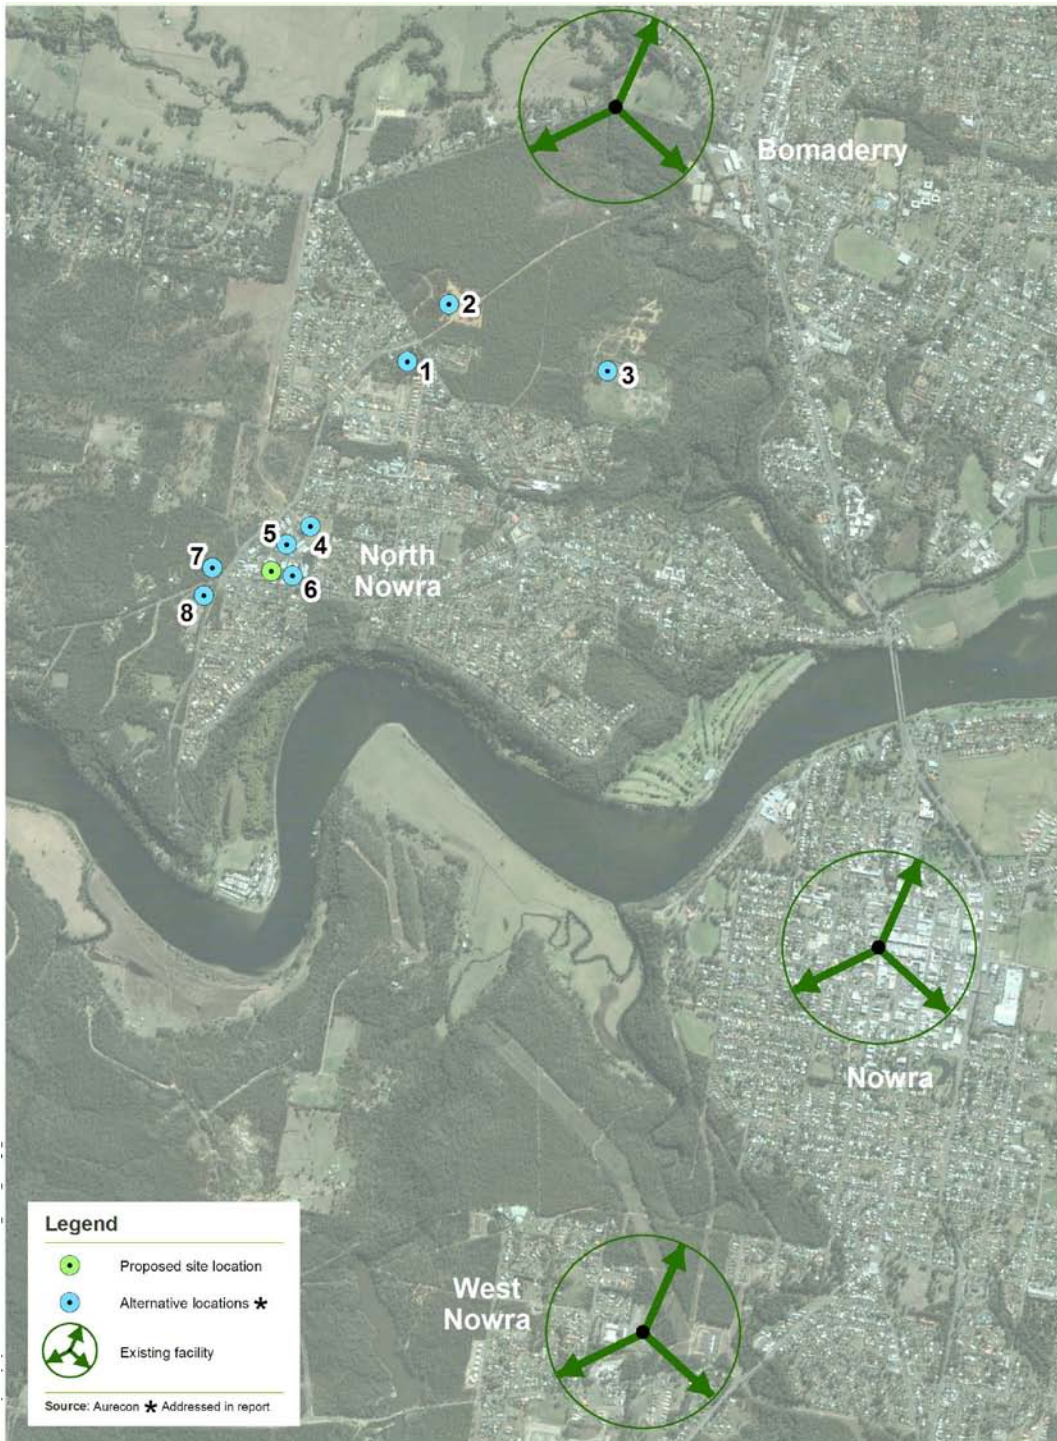 Bomaderry
2
1
3
5
4
North
Nowra
7
6
8
Nowra
West
Nowra
Legend
Proposed site location
Alternative locations *
Existing facility
Source: Aurecon * Addressed in report